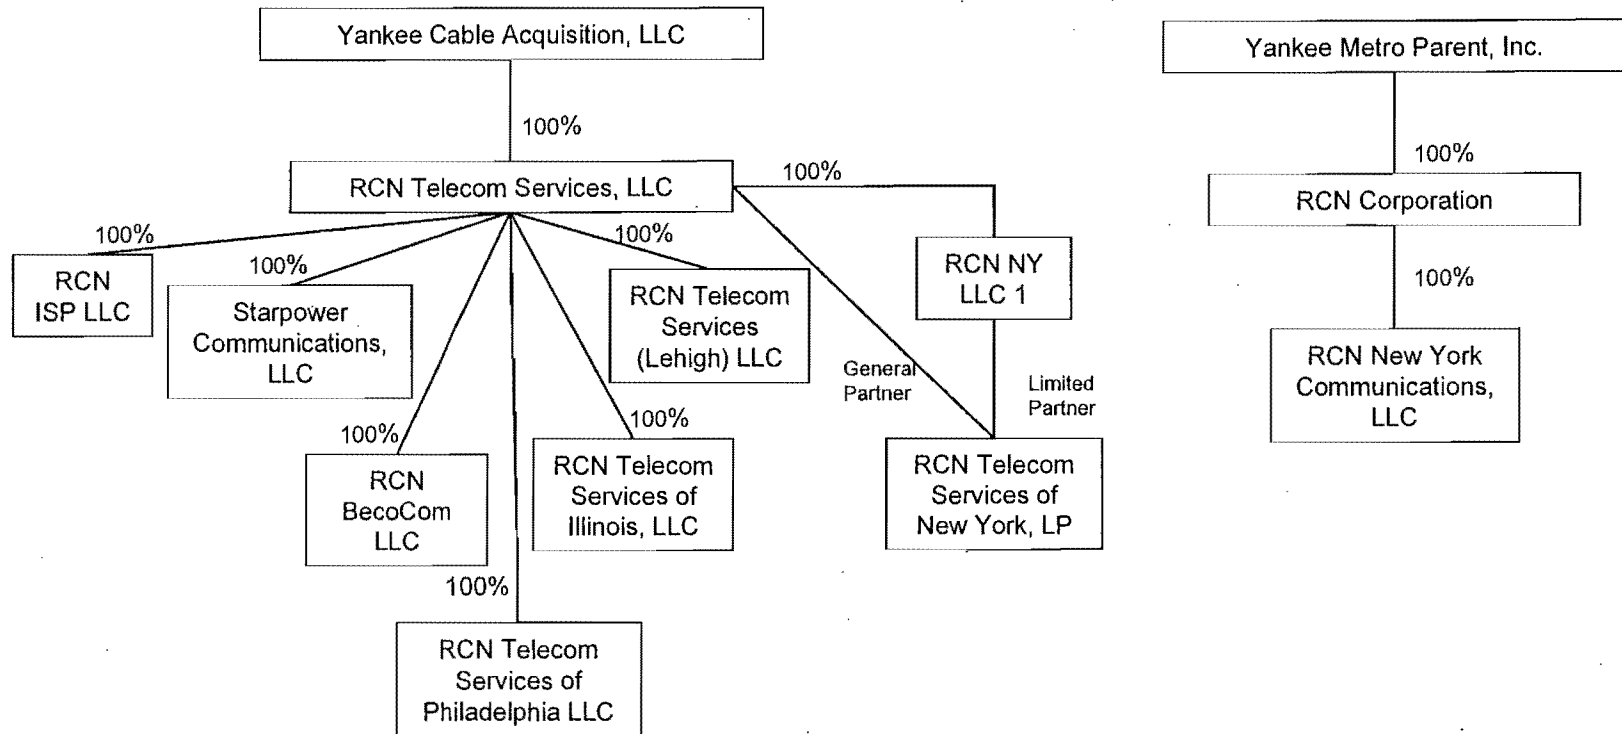 Yankee Cable Acquisition, LLC
100%
RCN Telecom Services, LLC
100%
RCN
ISP LLC
100%
Starpower
Communications,
LLC
100%
RCN
BecoCom
LLC
100%
RCN Telecom
Services of
Philadelphia LLC
100%
RCN Telecom
Services of
Illinois, LLC
100%
RCN Telecom
Services
(Lehigh) LLC
100%
RCN NY
LLC 1
General
Partner
Limited
Partner
RCN Telecom
Services of
New York, LP
Yankee Metro Parent, Inc.
100%
RCN Corporation
100%
RCN New York
Communications,
LLC